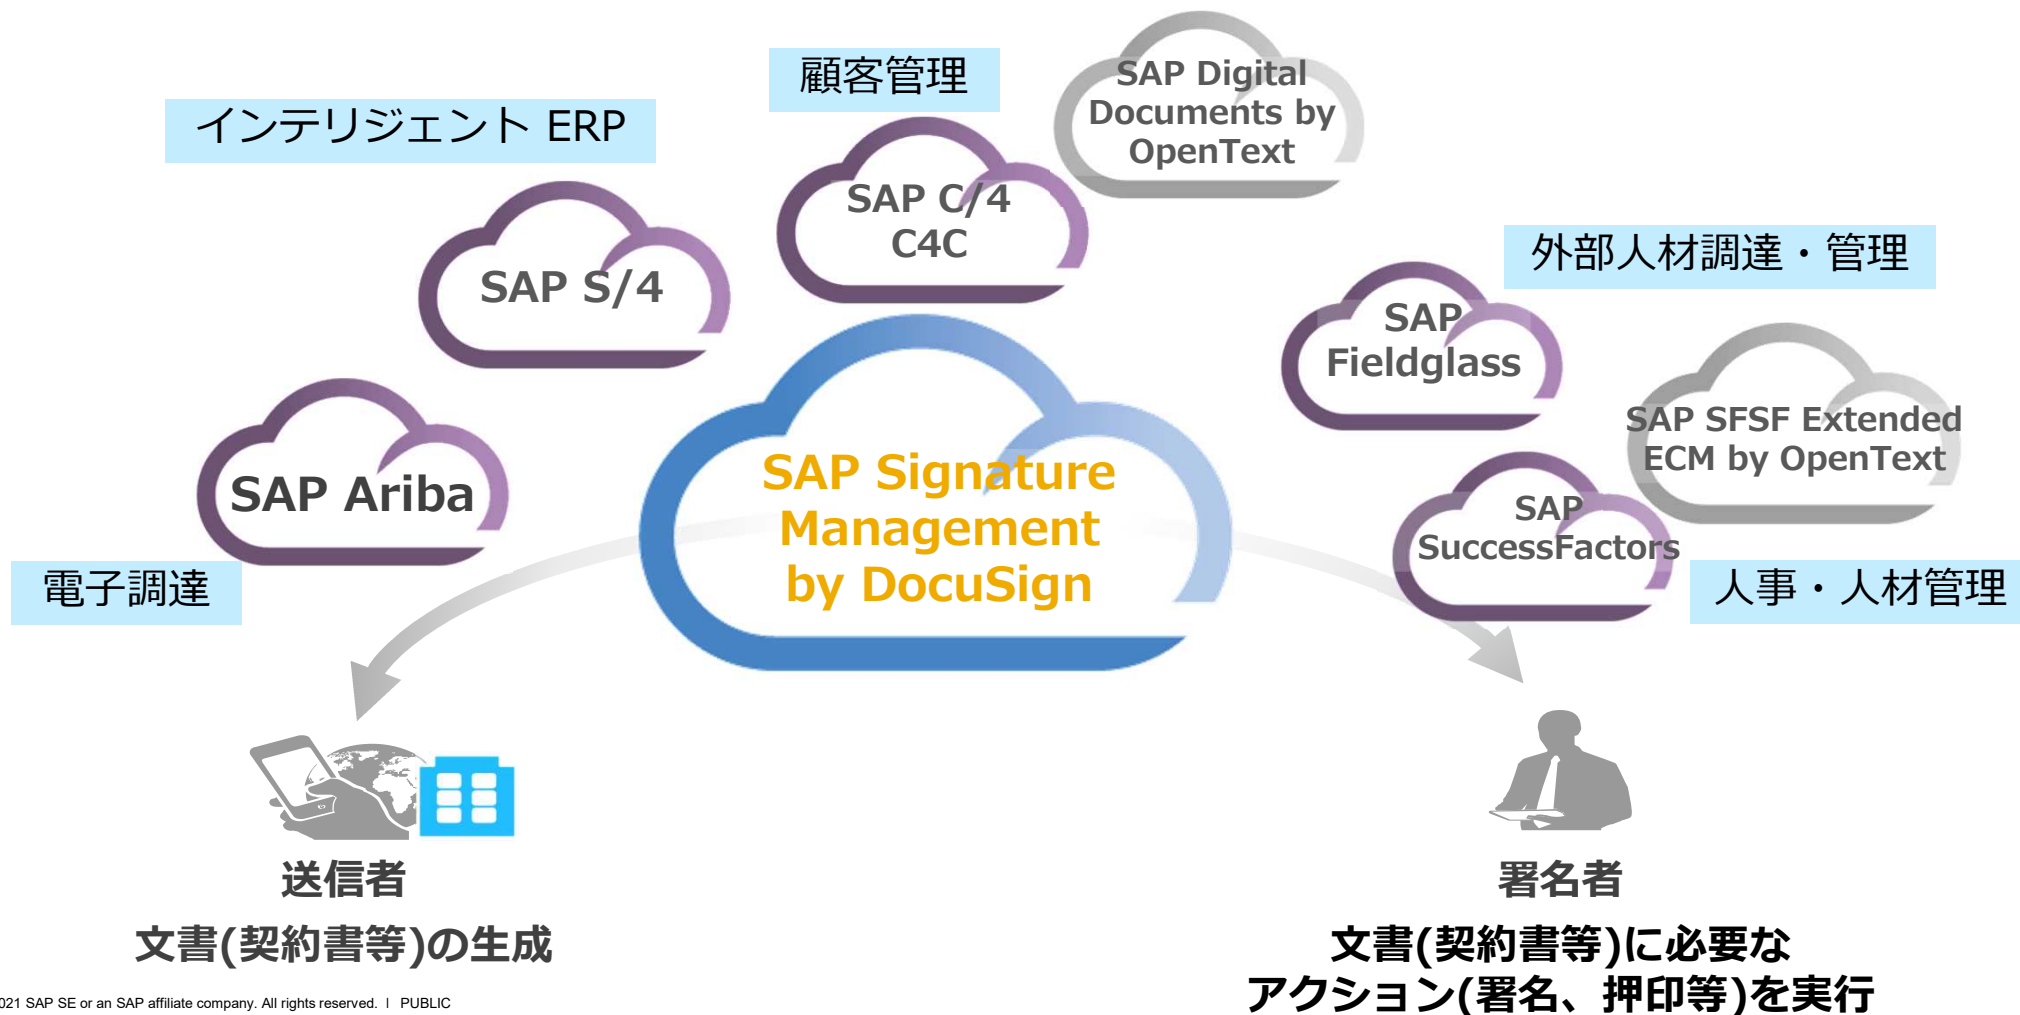 顧客管理
SAP Digital
Documents by
OpenText
インテリジェント ERP
SAP C/4
C4C
SAP S/4
外部人材調達・管理
SAP
Fieldglass
SAP SFSF Extended
ECM by OpenText
SAP Ariba
SAP Signature
Management
by DocuSign
SAP
SuccessFactors
電子調達
人事・人材管理
送信者
文書(契約書等)の生成
署名者
文書(契約書等)に必要な
アクション(署名、押印等)を実行
021 SAP SE or an SAP affiliate company. All rights reserved. ǀ PUBLIC